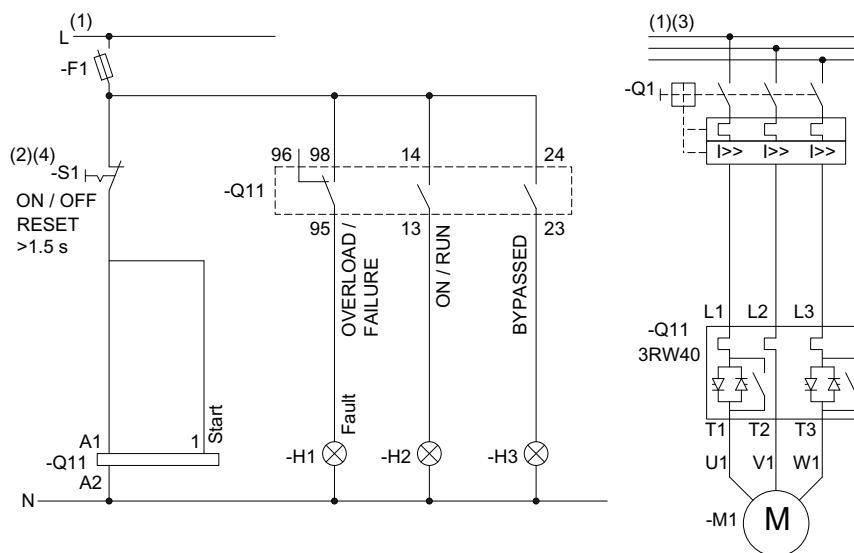 (1)
L
-F1
(2)(4)
-S1
ON / OFF
RESET
>1.5 s
96 98 14 24
-Q11
95 13 23
OVERLOAD /
FAILURE
ON / RUN
BYPASSED
Fault
Start
A1 1
-Q11
A2
-H1 -H2 -H3
N
(1)(3)
-Q1
I>> I>> I>>
L1 L2 L3
-Q11
3RW40
T1 T2 T3
U1 V1 W1
-M1
M